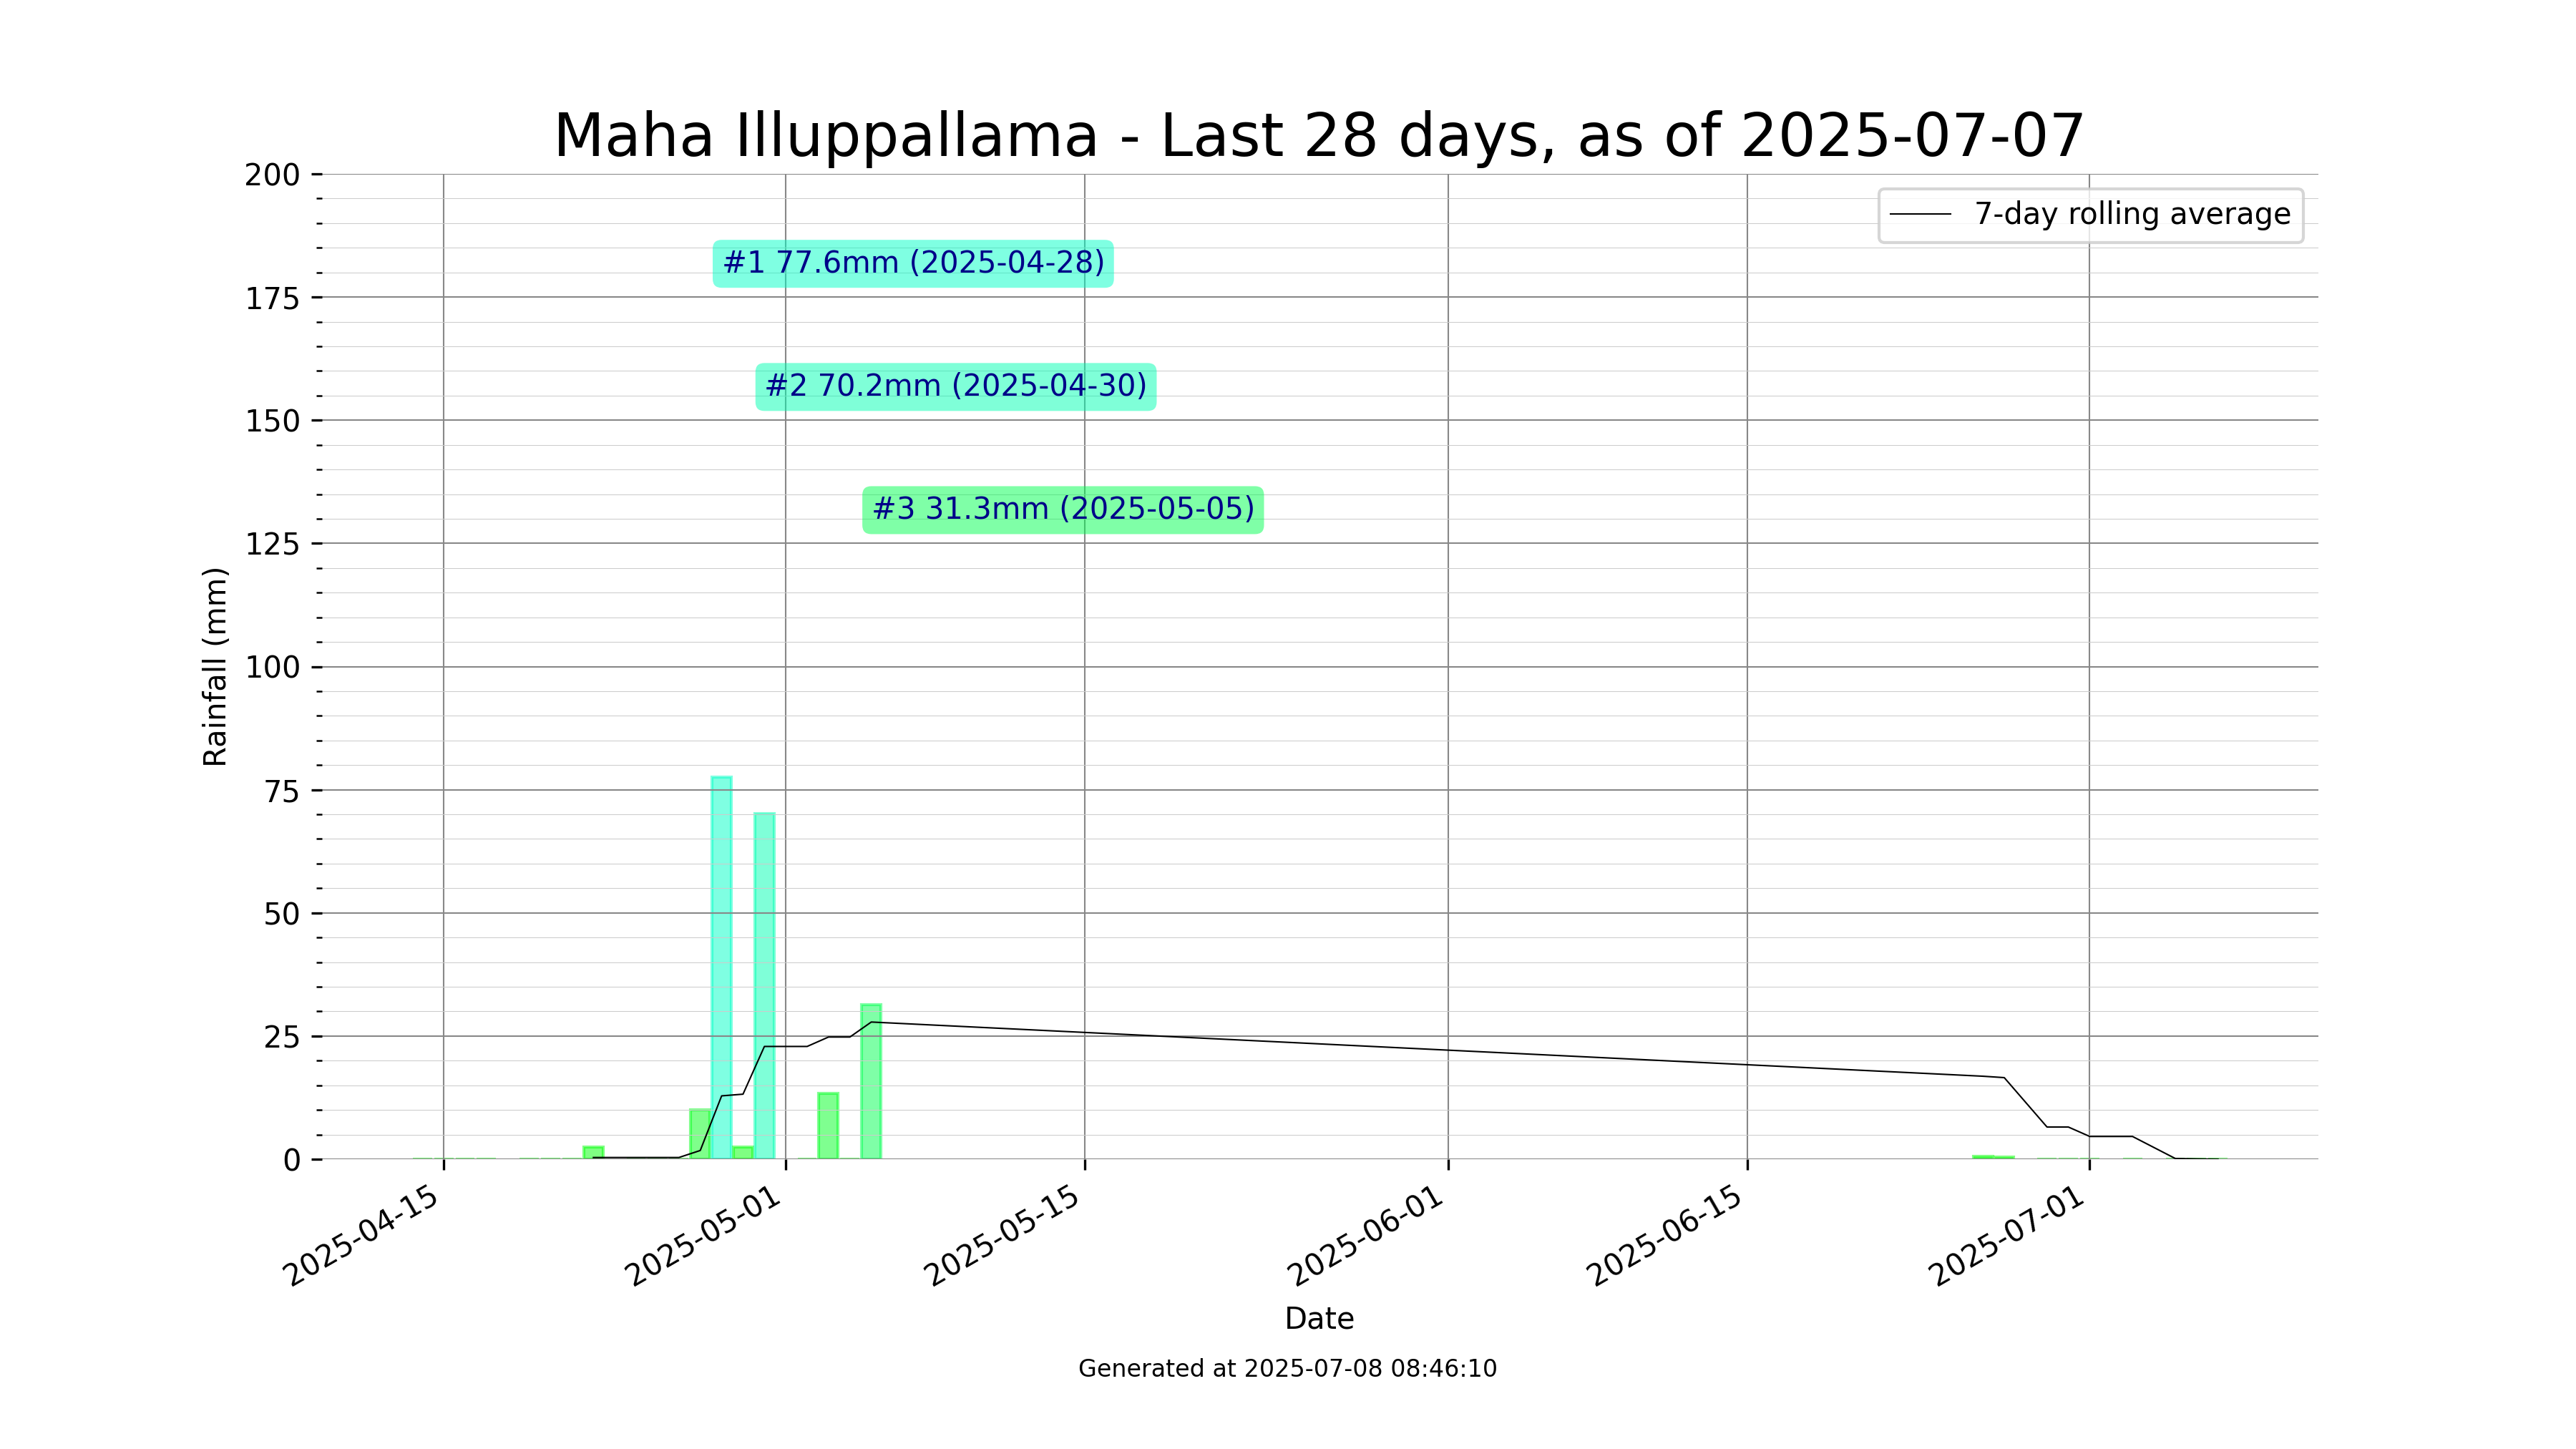 Maha Illuppallama - Last 28 days, as of 2025-07-07
7-day rolling average
#1 77.6mm (2025-04-28)
#2 70.2mm (2025-04-30)
#3 31.3mm (2025-05-05)
Rainfall (mm)
200
175
150
125
100
75
50
25
0
2025-04-15
2025-05-01
2025-05-15
2025-06-01
2025-06-15
2025-07-01
Date
Generated at 2025-07-08 08:46:10